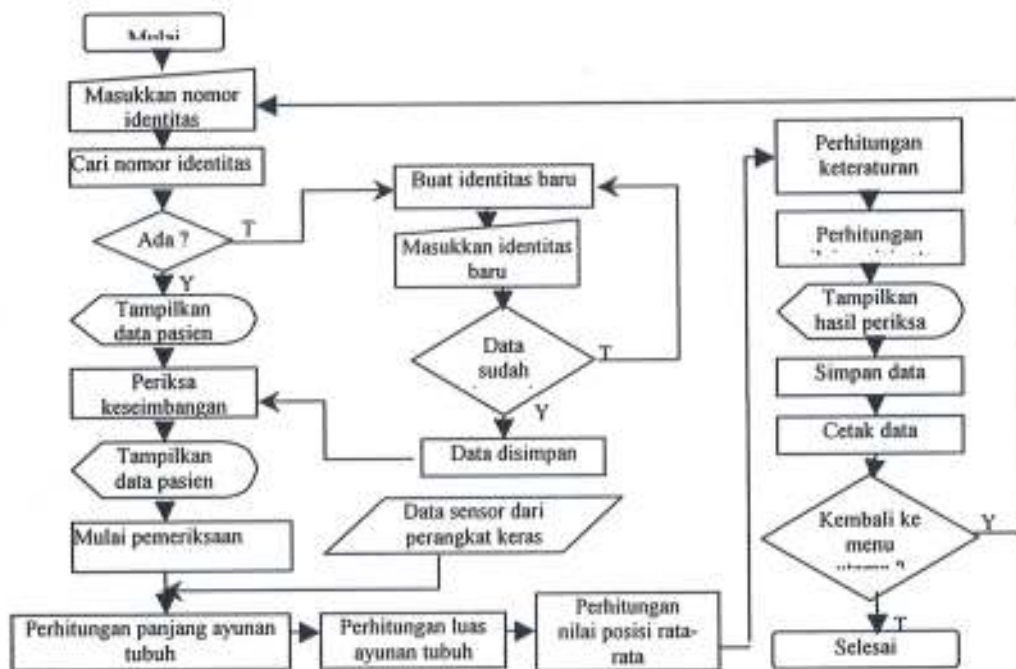 Mulai
Masukkan nomor
identitas
Cari nomor identitas
Ada ?
T
Y
Tampilkan
data pasien
Periksa
keseimbangan
Tampilkan
data pasien
Mulai pemeriksaan
Buat identitas baru
Masukkan identitas
baru
Data
sudah
T
Y
Data disimpan
Data sensor dari
perangkat keras
Perhitungan panjang ayunan
tubuh
Perhitungan luas
ayunan tubuh
Perhitungan
nilai posisi rata-
rata
Perhitungan
keteraturan
Perhitungan
Tampilkan
hasil periksa
Simpan data
Cetak data
Kembali ke
menu
Y
T
Selesai